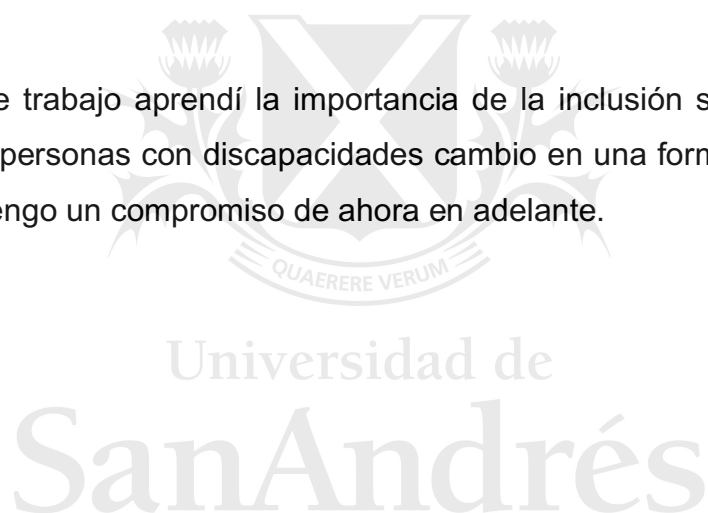 e trabajo aprendí la importancia de la inclusión s
personas con discapacidades cambio en una forn
engo un compromiso de ahora en adelante.
QUAERERE VERUM
Universidad de
SanAndrés